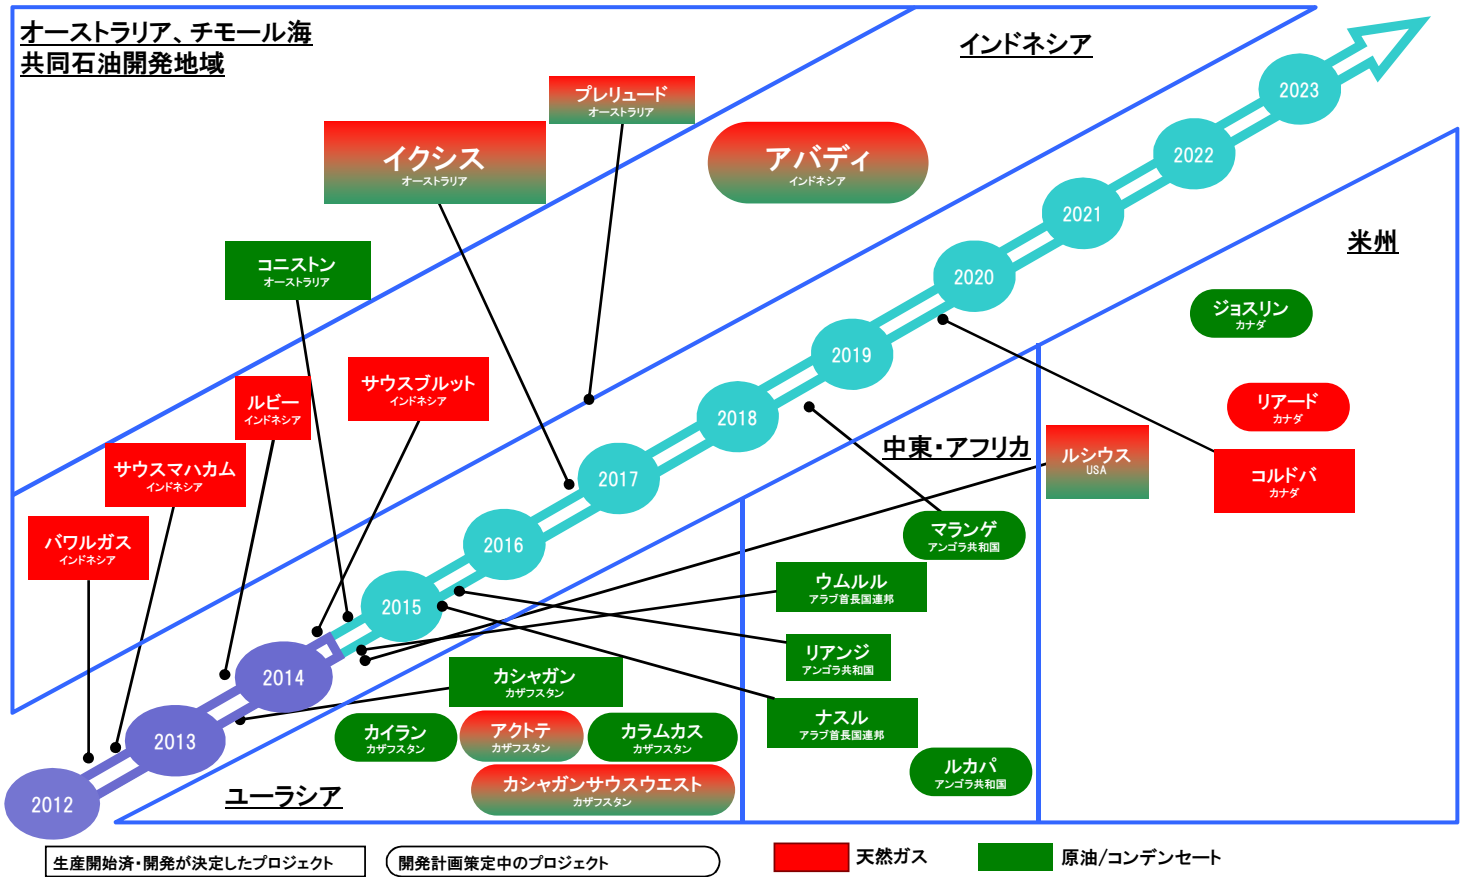 オーストラリア、チモール海
共同石油開発地域
インドネシア
米州
中東・アフリカ
ユーラシア
プレリュード
オーストラリア
イクシス
オーストラリア
アバディ
インドネシア
コニストン
オーストラリア
サウスブルット
インドネシア
ルビー
インドネシア
サウスマハカム
インドネシア
バワルガス
インドネシア
2012
2013
2014
2015
2016
2017
2018
2019
2020
2021
2022
2023
ジョスリン
カナダ
リアード
カナダ
コルドバ
カナダ
ルシウス
USA
マランゲ
アンゴラ共和国
ウムルル
アラブ首長国連邦
リアンジ
アンゴラ共和国
ナスル
アラブ首長国連邦
ルカパ
アンゴラ共和国
カシャガン
カザフスタン
カイラン
カザフスタン
アクトテ
カザフスタン
カラムカス
カザフスタン
カシャガンサウスウエスト
カザフスタン
生産開始済・開発が決定したプロジェクト
開発計画策定中のプロジェクト
天然ガス
原油/コンデンセート